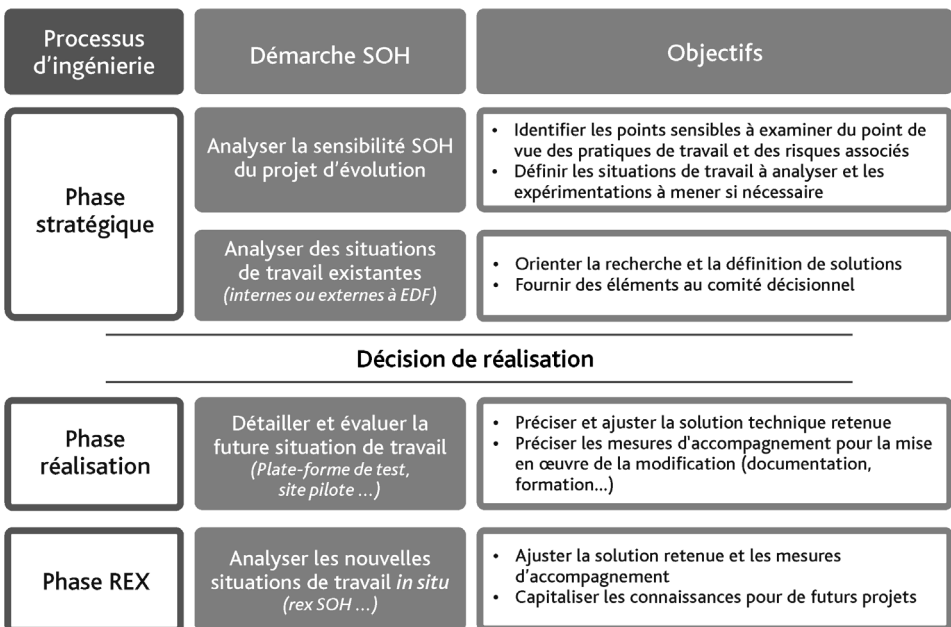 Processus
d'ingénierie
Démarche SOH
Objectifs
Phase
stratégique
Analyser la sensibilité SOH
du projet d'évolution
• Identifier les points sensibles à examiner du point de
vue des pratiques de travail et des risques associés
• Définir les situations de travail à analyser et les
expérimentations à mener si nécessaire
Analyser des situations
de travail existantes
(internes ou externes à EDF)
• Orienter la recherche et la définition de solutions
• Fournir des éléments au comité décisionnel
Décision de réalisation
Phase
réalisation
Détailler et évaluer la
future situation de travail
(Plate-forme de test,
site pilote ...)
• Préciser et ajuster la solution technique retenue
• Préciser les mesures d'accompagnement pour la mise
en œuvre de la modification (documentation,
formation...)
Phase REX
Analyser les nouvelles
situations de travail in situ
(rex SOH ...)
• Ajuster la solution retenue et les mesures
d'accompagnement
• Capitaliser les connaissances pour de futurs projets